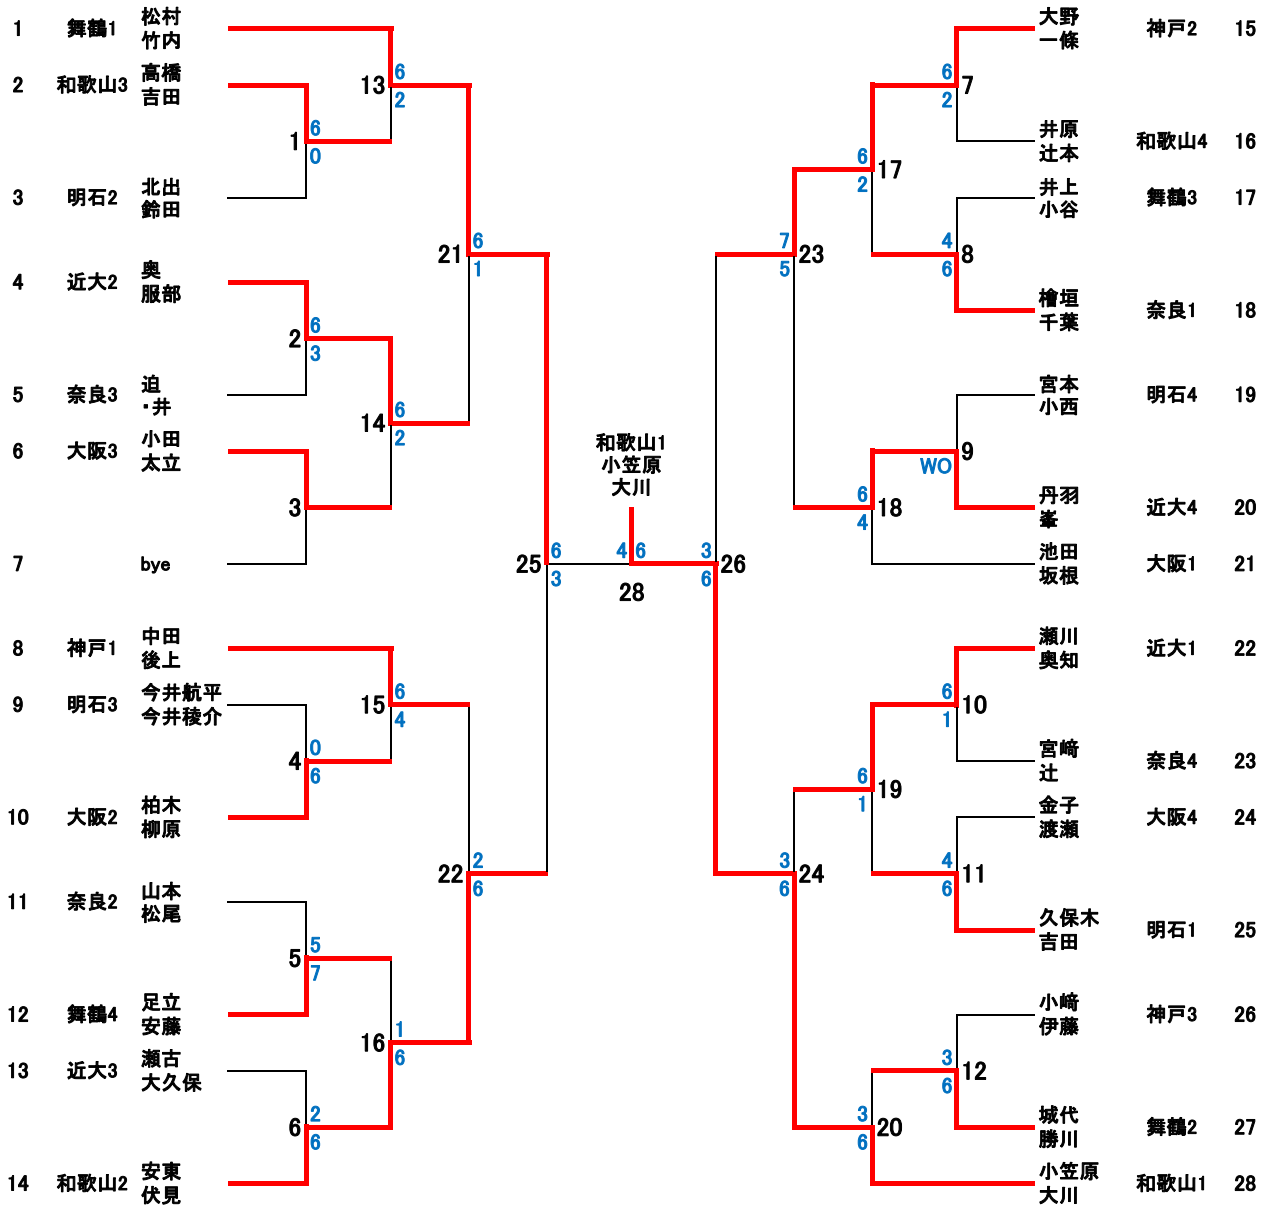 1 舞鶴1 松村
竹内
2 和歌山3 高橋
吉田
3 明石2 北出
鈴田
4 近大2 奥
服部
5 奈良3 迫
・井
6 大阪3 小田
太立
7 bye
8 神戸1 中田
後上
9 明石3 今井航平
今井稜介
10 大阪2 柏木
柳原
11 奈良2 山本
松尾
12 舞鶴4 足立
安藤
13 近大3 瀬古
大久保
14 和歌山2 安東
伏見
13
6
2
1
6
0
21
6
1
2
6
3
14
6
2
3
25
6
3
15
6
4
4
0
6
22
2
6
5
5
7
16
1
6
6
2
6
和歌山1
小笠原
大川
4 6
28
3
6
26
6
2
7
6
2
17
4
6
8
7
5
23
9
WO
6
4
18
6
1
10
6
1
19
4
6
11
3
6
24
3
6
12
3
6
20
大野
一條 神戸2 15
井原
辻本 和歌山4 16
井上
小谷 舞鶴3 17
檜垣
千葉 奈良1 18
宮本
小西 明石4 19
丹羽
峯 近大4 20
池田
坂根 大阪1 21
瀬川
奥知 近大1 22
宮﨑
辻 奈良4 23
金子
渡瀬 大阪4 24
久保木
吉田 明石1 25
小﨑
伊藤 神戸3 26
城代
勝川 舞鶴2 27
小笠原
大川 和歌山1 28